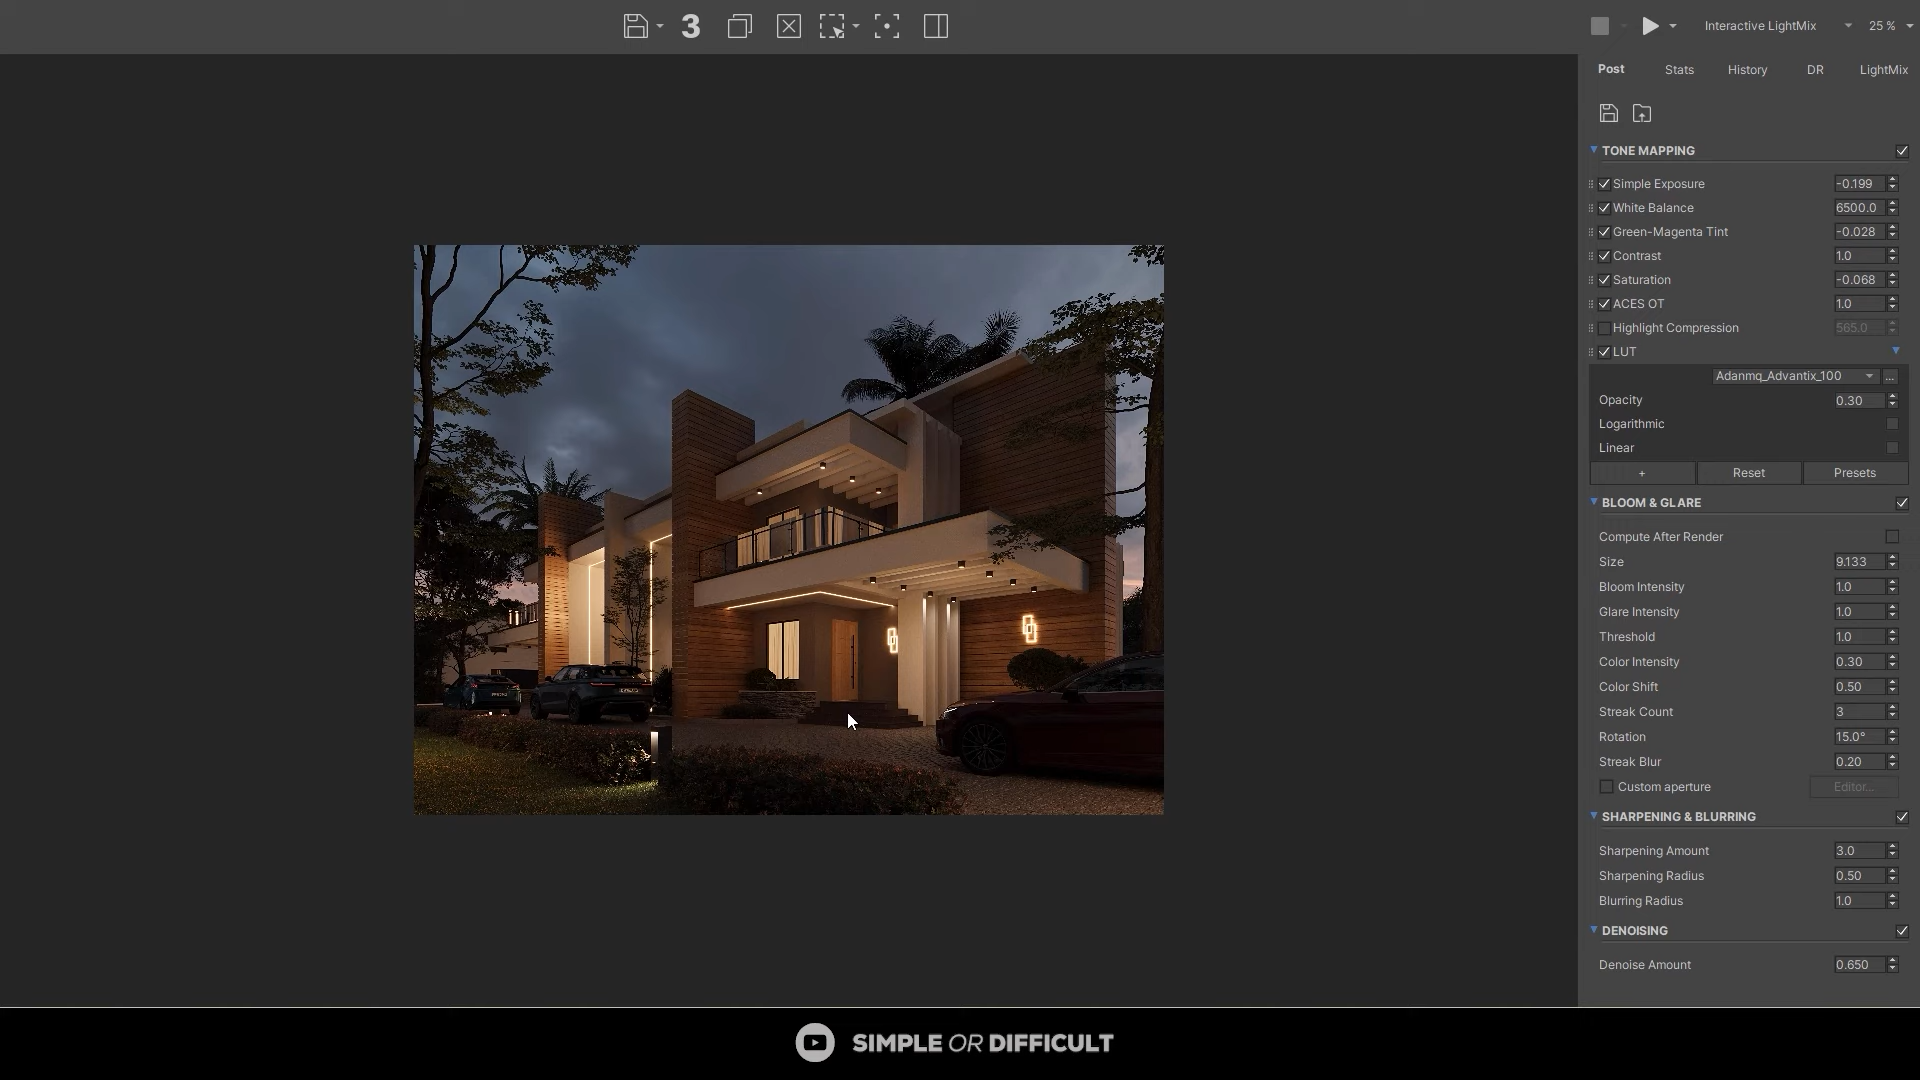 3
Interactive LightMix
25 %
Post
Stats
History
DR
LightMix
TONE MAPPING
Simple Exposure -0.199
White Balance 6500.0
Green-Magenta Tint -0.028
Contrast 1.0
Saturation -0.068
ACES OT 1.0
Highlight Compression 565.0
LUT
Adanmq_Advantix_100 ...
Opacity 0.30
Logarithmic
Linear
+ Reset Presets
BLOOM & GLARE
Compute After Render
Size 9.133
Bloom Intensity 1.0
Glare Intensity 1.0
Threshold 1.0
Color Intensity 0.30
Color Shift 0.50
Streak Count 3
Rotation 15.0°
Streak Blur 0.20
Custom aperture Editor...
SHARPENING & BLURRING
Sharpening Amount 3.0
Sharpening Radius 0.50
Blurring Radius 1.0
DENOISING
Denoise Amount 0.650
SIMPLE OR DIFFICULT